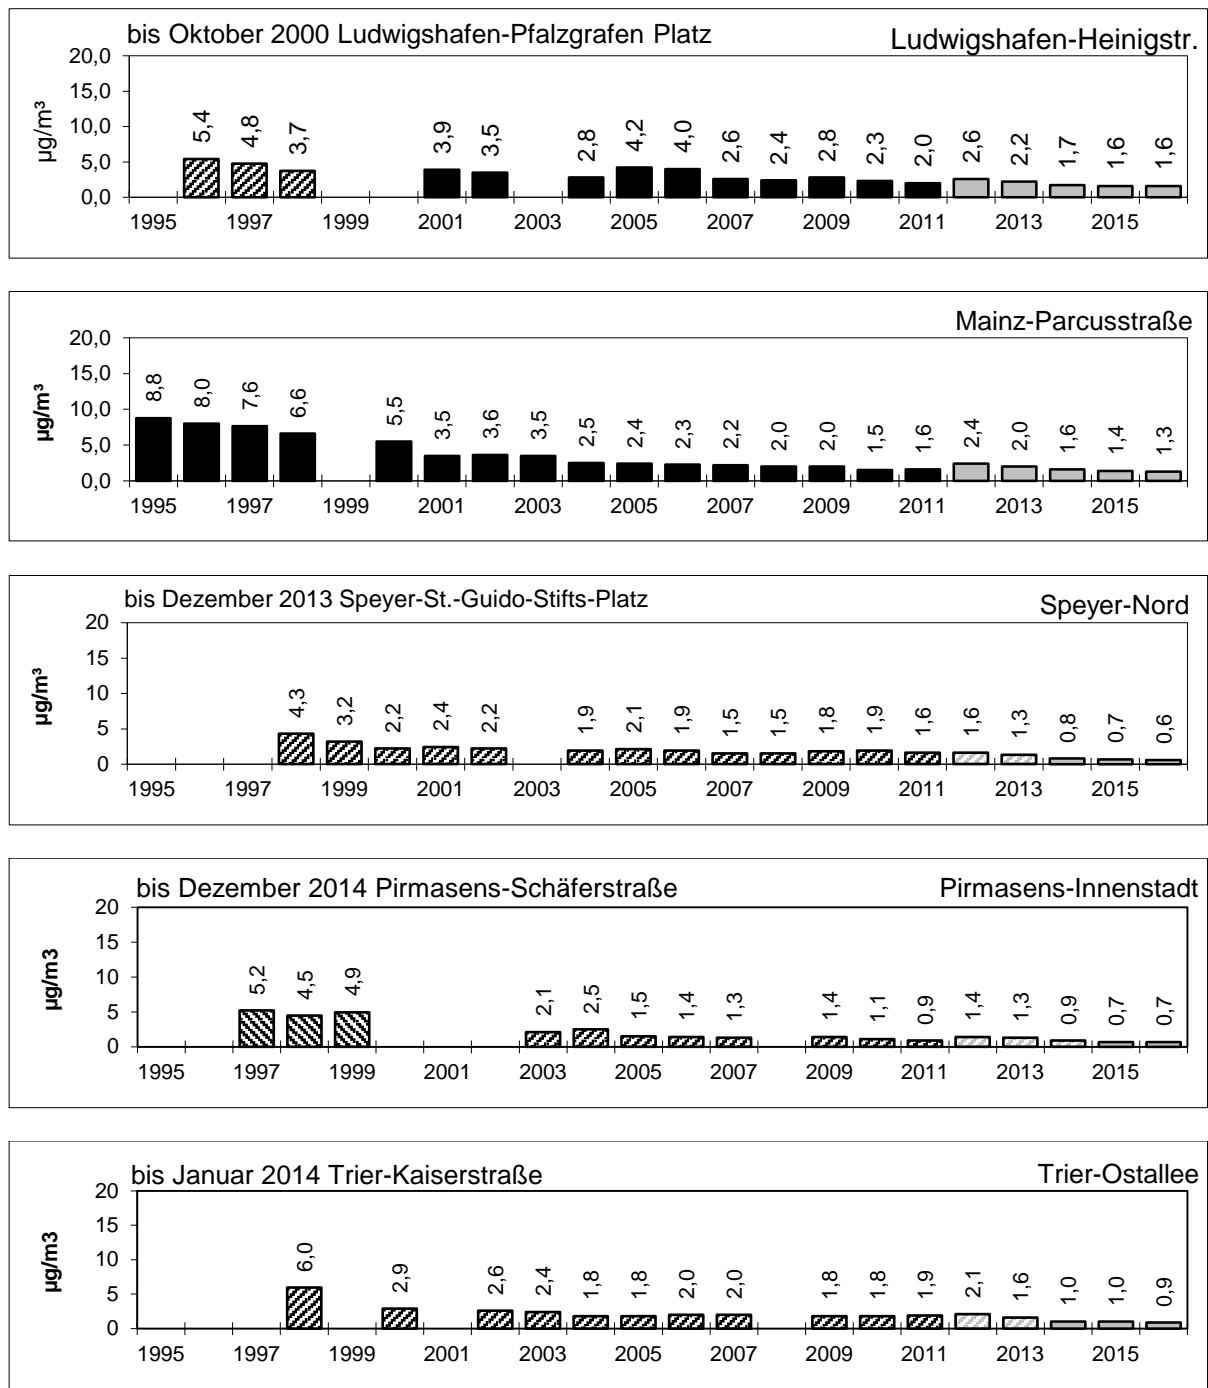 bis Oktober 2000 Ludwigshafen-Pfalzgrafen Platz Ludwigshafen-Heinigstr.
20,0
15,0
10,0
5,0
0,0
µg/m³
5,4 4,8 3,7 3,9 3,5 2,8 4,2 4,0 2,6 2,4 2,8 2,3 2,0 2,6 2,2 1,7 1,6 1,6
1995 1997 1999 2001 2003 2005 2007 2009 2011 2013 2015
Mainz-Parcusstraße
20,0
15,0
10,0
5,0
0,0
µg/m³
8,8 8,0 7,6 6,6 5,5 3,5 3,6 3,5 2,5 2,4 2,3 2,2 2,0 2,0 1,5 1,6 2,4 2,0 1,6 1,4 1,3
1995 1997 1999 2001 2003 2005 2007 2009 2011 2013 2015
bis Dezember 2013 Speyer-St.-Guido-Stifts-Platz Speyer-Nord
20
15
10
5
0
µg/m³
4,3 3,2 2,2 2,4 2,2 1,9 2,1 1,9 1,5 1,5 1,8 1,9 1,6 1,6 1,3 0,8 0,7 0,6
1995 1997 1999 2001 2003 2005 2007 2009 2011 2013 2015
bis Dezember 2014 Pirmasens-Schäferstraße Pirmasens-Innenstadt
20
15
10
5
0
µg/m3
5,2 4,5 4,9 2,1 2,5 1,5 1,4 1,3 1,4 1,1 0,9 1,4 1,3 0,9 0,7 0,7
1995 1997 1999 2001 2003 2005 2007 2009 2011 2013 2015
bis Januar 2014 Trier-Kaiserstraße Trier-Ostallee
20
15
10
5
0
µg/m3
6,0 2,9 2,6 2,4 1,8 1,8 2,0 2,0 1,8 1,8 1,9 2,1 1,6 1,0 1,0 0,9
1995 1997 1999 2001 2003 2005 2007 2009 2011 2013 2015